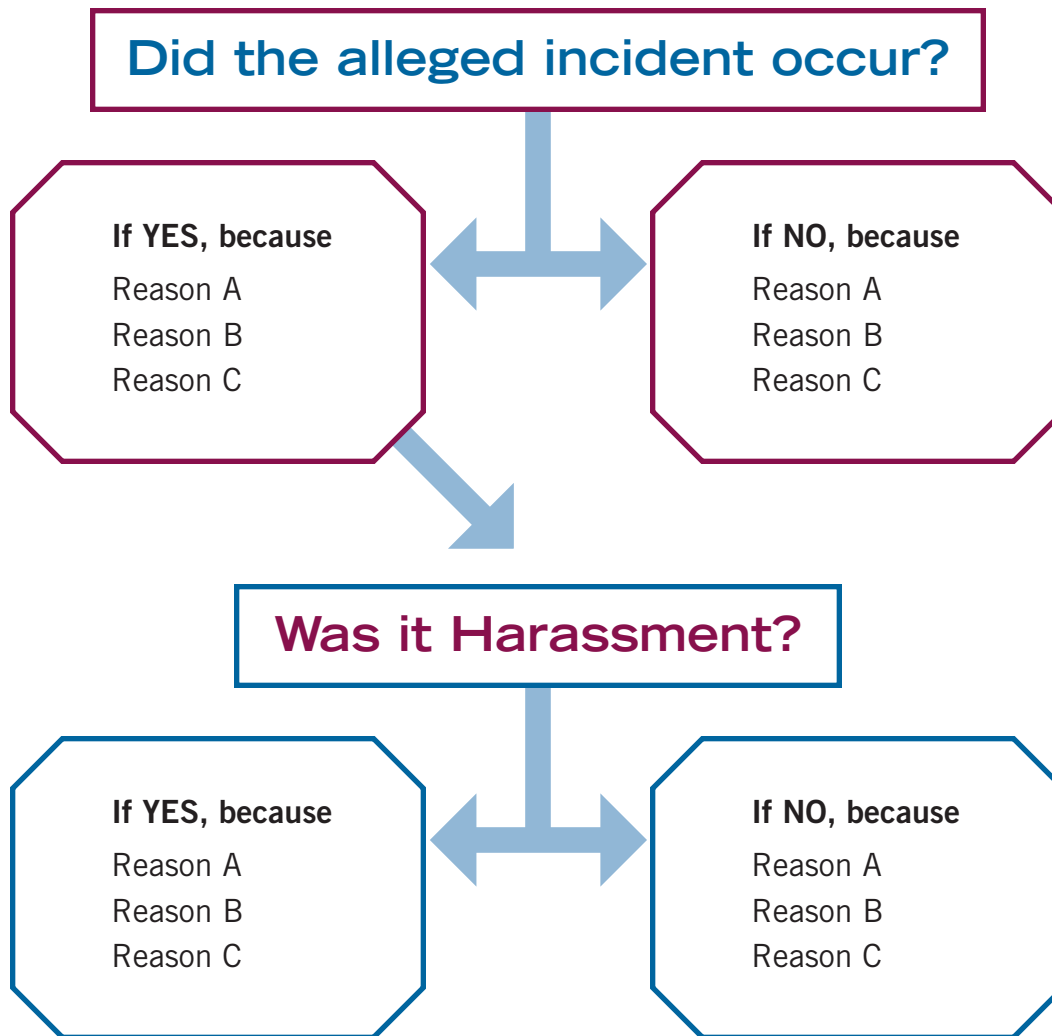 Did the alleged incident occur?
If YES, because
Reason A
Reason B
Reason C
If NO, because
Reason A
Reason B
Reason C
Was it Harassment?
If YES, because
Reason A
Reason B
Reason C
If NO, because
Reason A
Reason B
Reason C